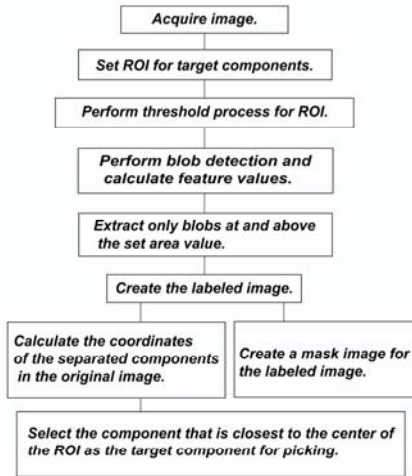 Acquire image.
Set ROI for target components.
Perform threshold process for ROI.
Perform blob detection and
calculate feature values.
Extract only blobs at and above
the set area value.
Create the labeled image.
Calculate the coordinates
of the separated components
in the original image.
Create a mask image for
the labeled image.
Select the component that is closest to the center
of the ROI as the target component for picking.